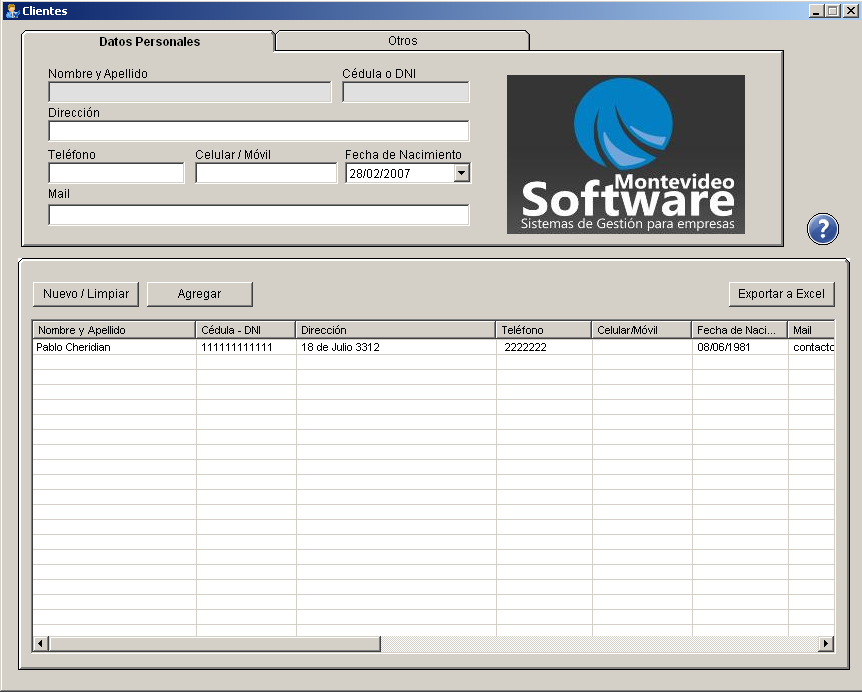 Clientes
Datos Personales
Otros
Nombre y Apellido
Cédula o DNI
Dirección
Teléfono
Celular / Móvil
Fecha de Nacimiento
28/02/2007
Mail
Montevideo
Software
Sistemas de Gestión para empresas
?
Nuevo / Limpiar
Agregar
Exportar a Excel
Nombre y Apellido Cédula - DNI Dirección Teléfono Celular/Móvil Fecha de Naci... Mail
Pablo Cheridian 111111111111 18 de Julio 3312 2222222 08/06/1981 contacto